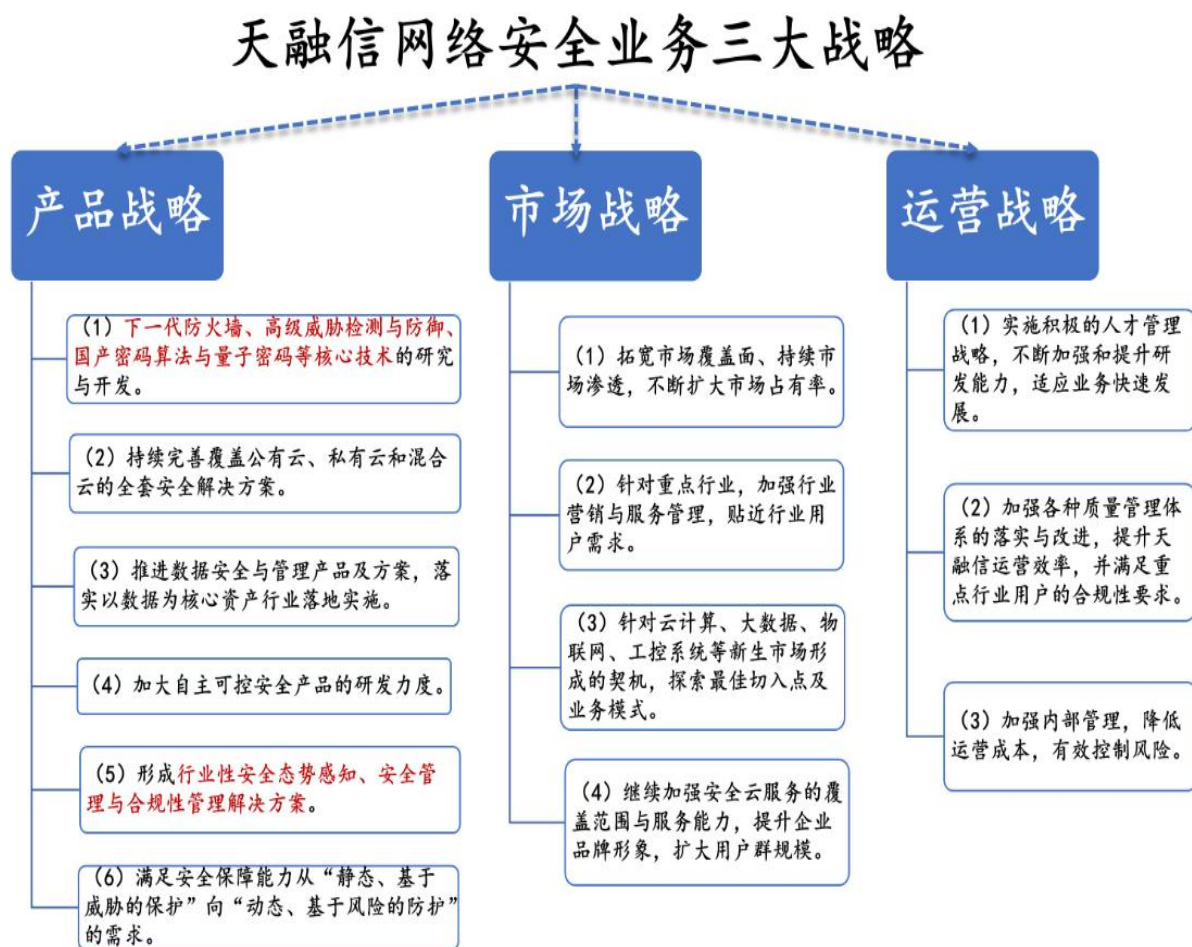 天融信网络安全业务三大战略
产品战略
（1）下一代防火墙、高级威胁检测与防御、
国产密码算法与量子密码等核心技术的研究
与开发。
（2）持续完善覆盖公有云、私有云和混合
云的全套安全解决方案。
（3）推进数据安全与管理产品及方案，落
实以数据为核心资产行业落地实施。
（4）加大自主可控安全产品的研发力度。
（5）形成行业性安全态势感知、安全管
理与合规性管理解决方案。
（6）满足安全保障能力从“静态、基于
威胁的保护”向“动态、基于风险的防护”
的需求。
市场战略
（1）拓宽市场覆盖面、持续市
场渗透，不断扩大市场占有率。
（2）针对重点行业，加强行业
营销与服务管理，贴近行业用
户需求。
（3）针对云计算、大数据、物
联网、工控系统等新生市场形
成的契机，探索最佳切入点及
业务模式。
（4）继续加强安全云服务的覆
盖范围与服务能力，提升企业
品牌形象，扩大用户群规模。
运营战略
（1）实施积极的人才管理
战略，不断加强和提升研
发能力，适应业务快速发
展。
（2）加强各种质量管理体
系的落实与改进，提升天
融信运营效率，并满足重
点行业用户的合规性要求。
（3）加强内部管理，降低
运营成本，有效控制风险。